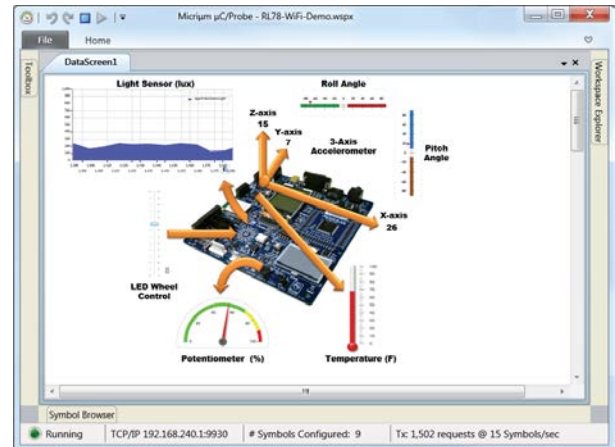 Micriµm µC/Probe - RL78-WiFi-Demo.wspx
File
Home
Toolbox
DataScreen1
Workspace Explorer
Light Sensor (lux)
Roll Angle
Z-axis
15
Y-axis
7
3-Axis
Accelerometer
Pitch
Angle
X-axis
26
LED Wheel
Control
Potentiometer (%)
Temperature (F)
Symbol Browser
Running
TCP/IP 192.168.240.1:9930
# Symbols Configured: 9
Tx: 1,502 requests @ 15 Symbols/sec